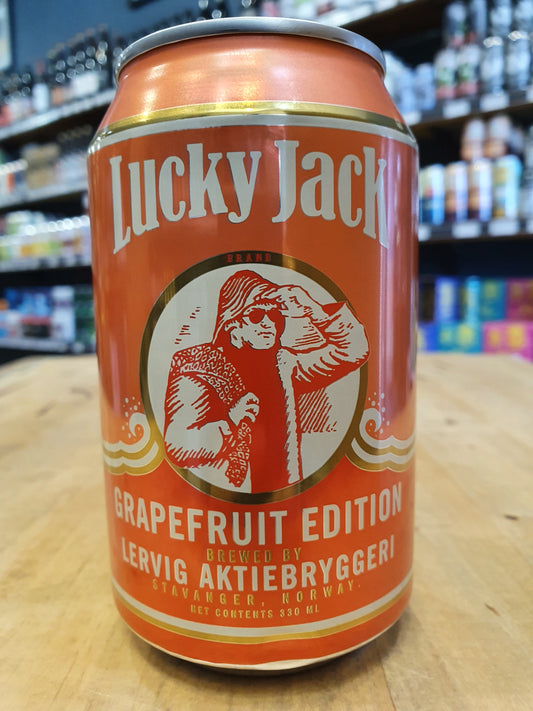 Lucky Jack
BRAND
GRAPEFRUIT EDITION
BREWED BY
LERVIG AKTIEBRYGGERI
STAVANGER, NORWAY.
NET CONTENTS 330 ML